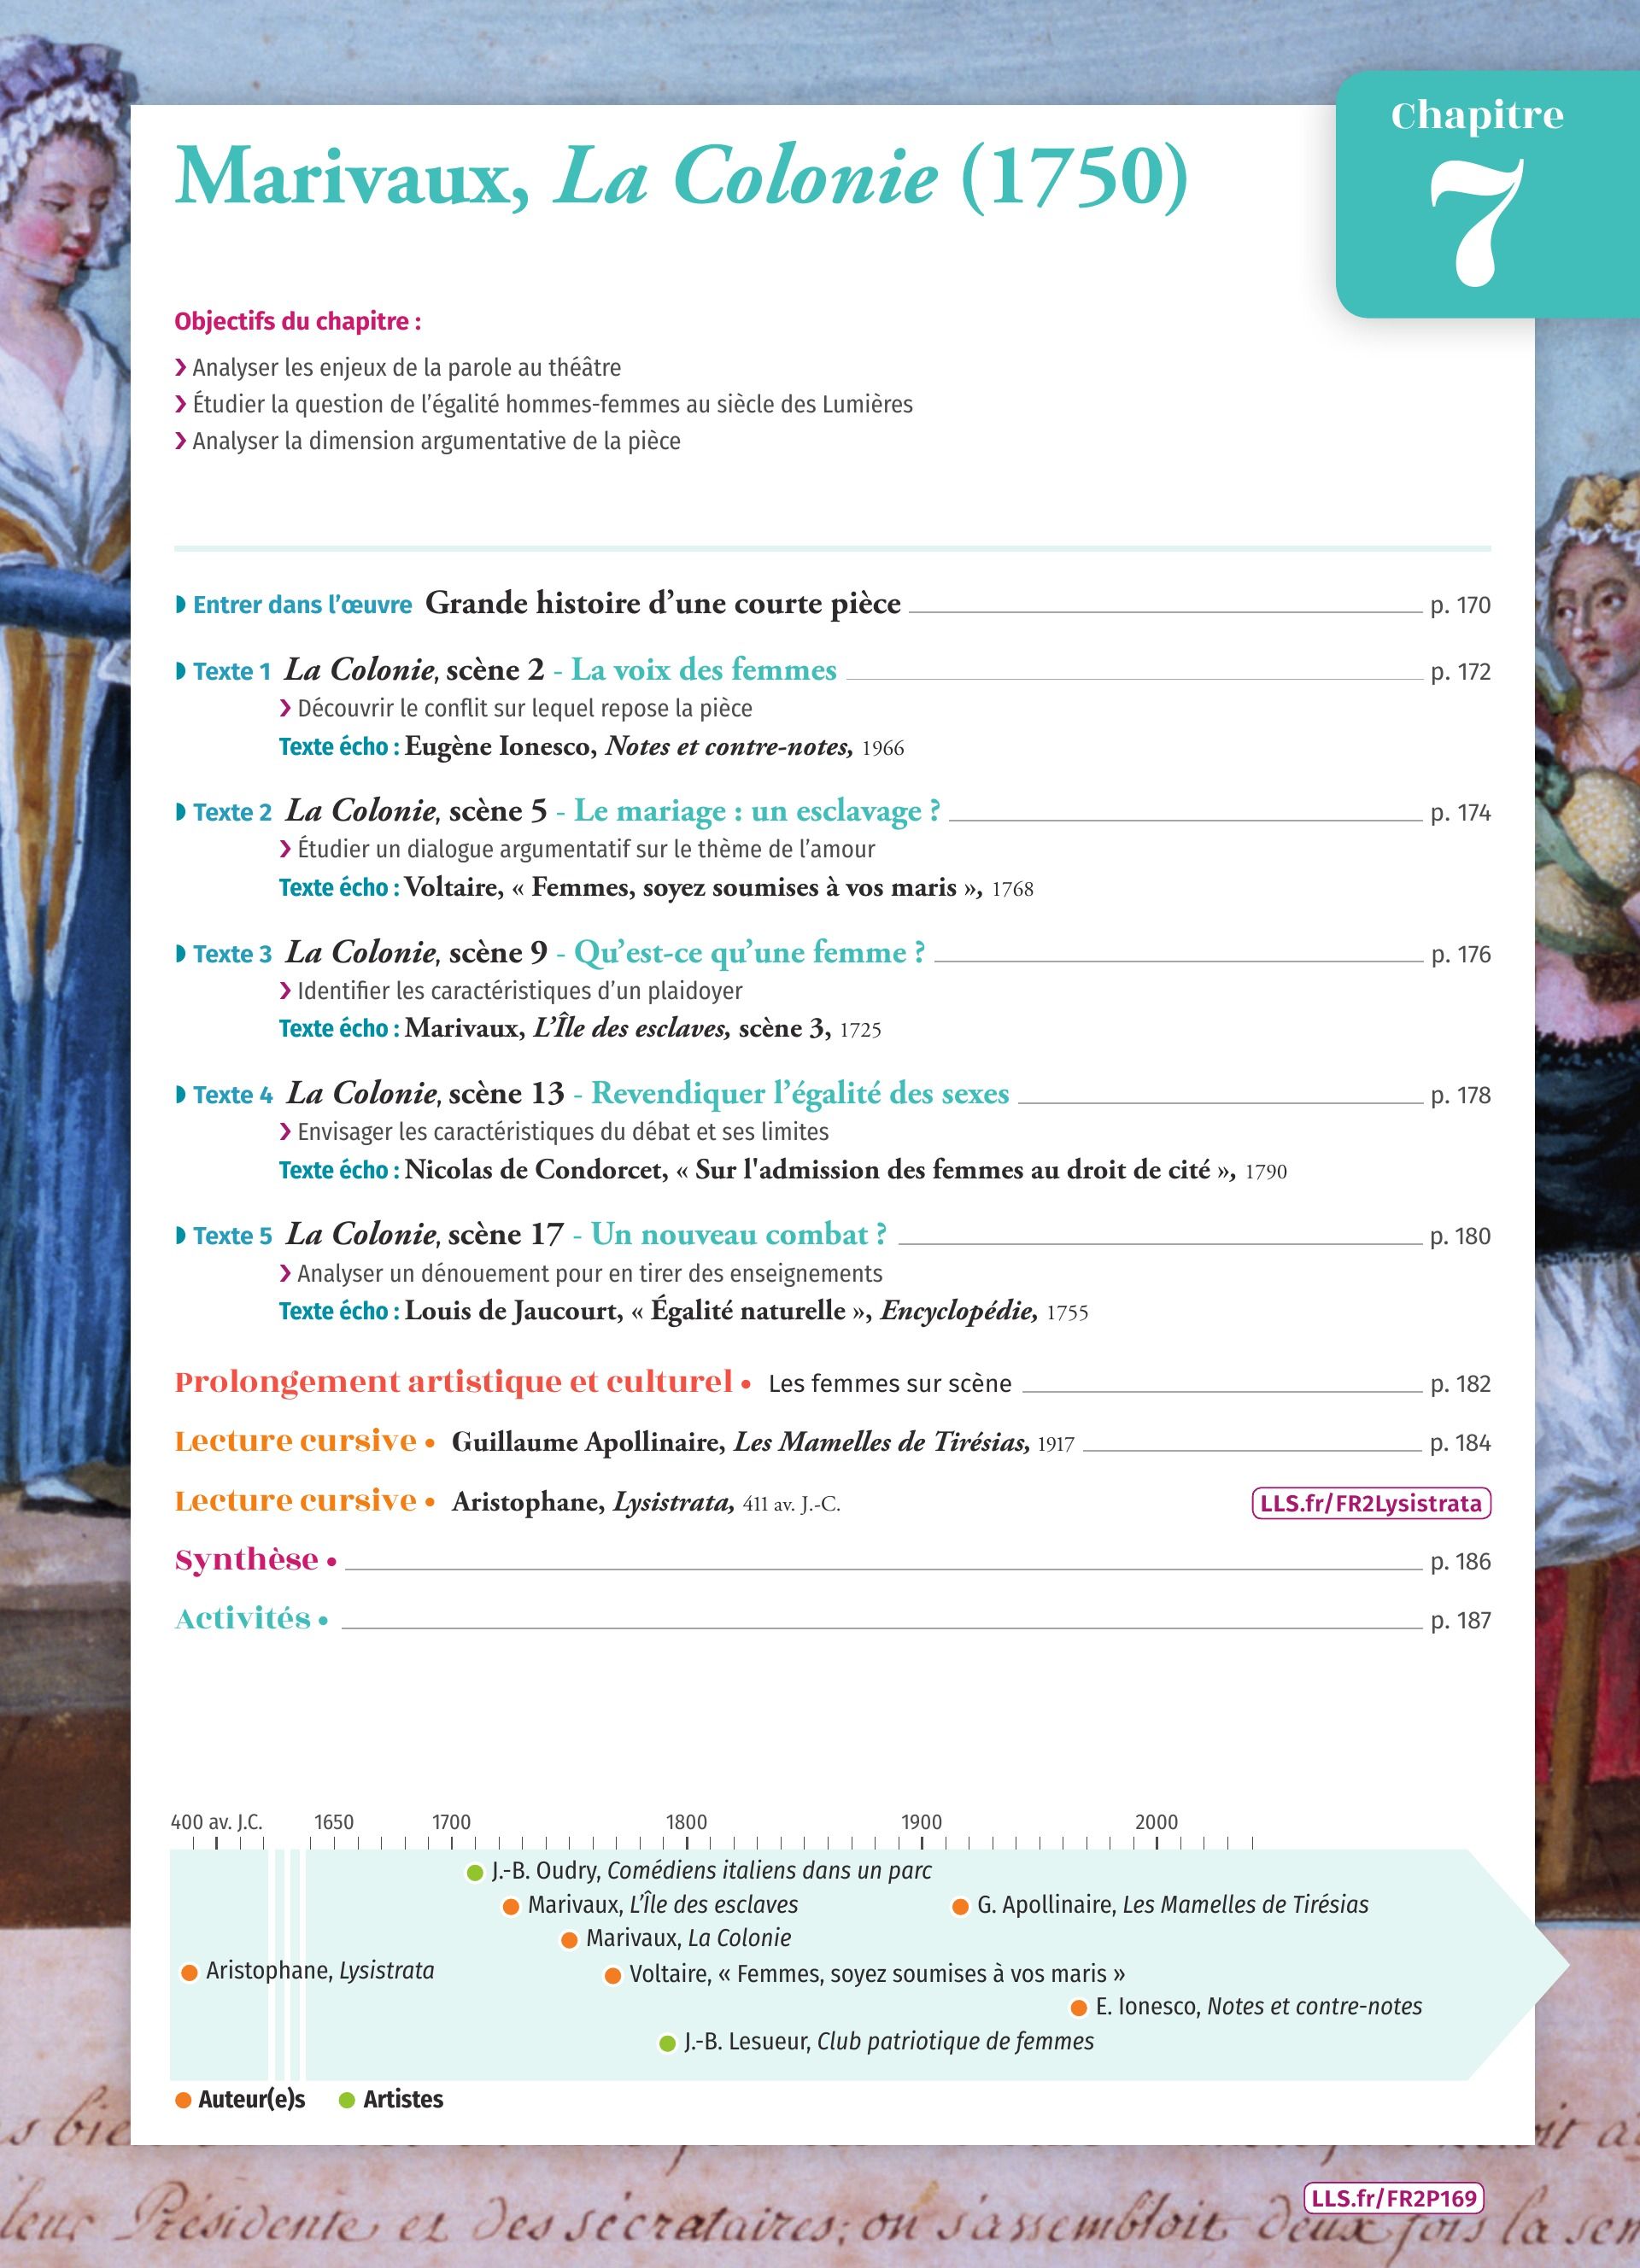 Chapitre
7
Marivaux, La Colonie (1750)
Objectifs du chapitre :
❯ Analyser les enjeux de la parole au théâtre
❯ Étudier la question de l’égalité hommes-femmes au siècle des Lumières
❯ Analyser la dimension argumentative de la pièce
Entrer dans l’œuvre Grande histoire d’une courte pièce p. 170
Texte 1 La Colonie, scène 2 - La voix des femmes p. 172
❯ Découvrir le conflit sur lequel repose la pièce
Texte écho : Eugène Ionesco, Notes et contre-notes, 1966
Texte 2 La Colonie, scène 5 - Le mariage : un esclavage ? p. 174
❯ Étudier un dialogue argumentatif sur le thème de l’amour
Texte écho : Voltaire, « Femmes, soyez soumises à vos maris », 1768
Texte 3 La Colonie, scène 9 - Qu’est-ce qu’une femme ? p. 176
❯ Identifier les caractéristiques d’un plaidoyer
Texte écho : Marivaux, L’Île des esclaves, scène 3, 1725
Texte 4 La Colonie, scène 13 - Revendiquer l’égalité des sexes p. 178
❯ Envisager les caractéristiques du débat et ses limites
Texte écho : Nicolas de Condorcet, « Sur l'admission des femmes au droit de cité », 1790
Texte 5 La Colonie, scène 17 - Un nouveau combat ? p. 180
❯ Analyser un dénouement pour en tirer des enseignements
Texte écho : Louis de Jaucourt, « Égalité naturelle », Encyclopédie, 1755
Prolongement artistique et culturel • Les femmes sur scène p. 182
Lecture cursive • Guillaume Apollinaire, Les Mamelles de Tirésias, 1917 p. 184
Lecture cursive • Aristophane, Lysistrata, 411 av. J.-C. LLS.fr/FR2Lysistrata
Synthèse • p. 186
Activités • p. 187
400 av. J.C. 1650 1700 1800 1900 2000
J.-B. Oudry, Comédiens italiens dans un parc
Marivaux, L’Île des esclaves G. Apollinaire, Les Mamelles de Tirésias
Marivaux, La Colonie
Aristophane, Lysistrata Voltaire, « Femmes, soyez soumises à vos maris »
E. Ionesco, Notes et contre-notes
J.-B. Lesueur, Club patriotique de femmes
Auteur(e)s Artistes
LLS.fr/FR2P169
leur Présidente et des secrataires; on s'assembloit deux fois la sem